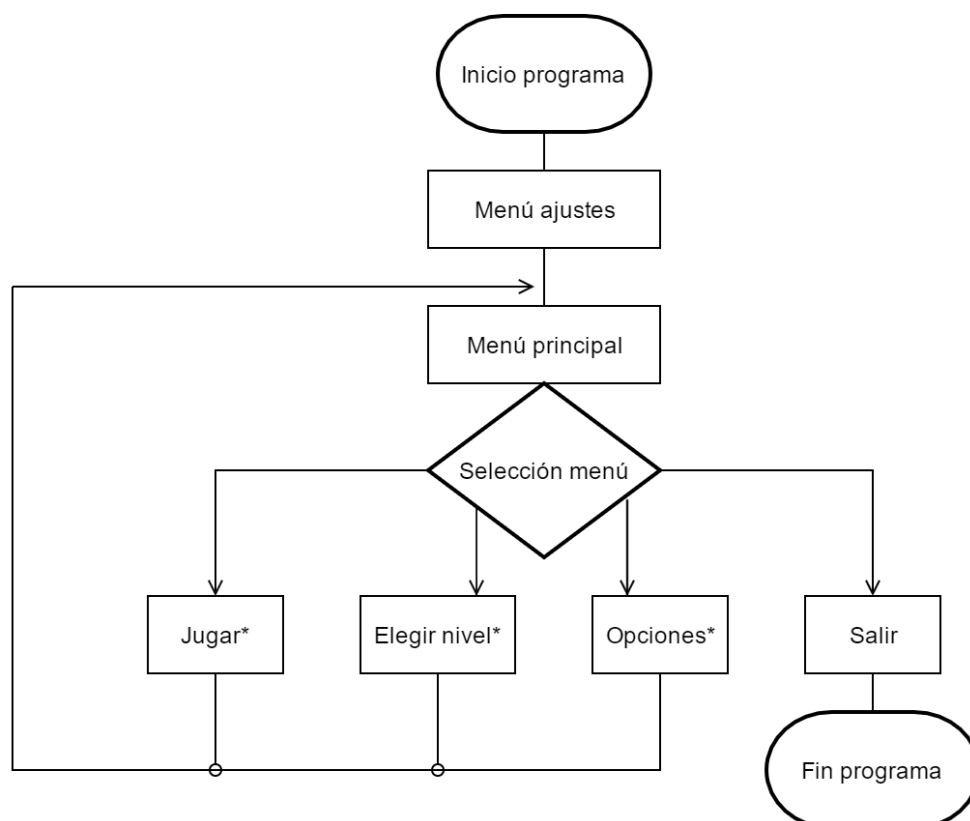 Inicio programa
Menú ajustes
Menú principal
Selección menú
Jugar*
Elegir nivel*
Opciones*
Salir
Fin programa